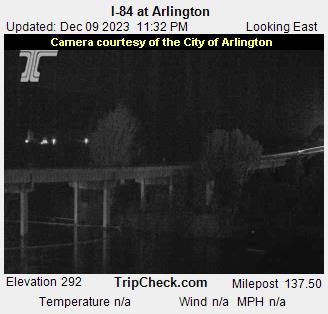 I-84 at Arlington
Updated: Dec 09 2023 11:32 PM Looking East
Camera courtesy of the City of Arlington
Elevation 292 TripCheck.com Milepost 137.50
Temperature n/a Wind n/a MPH n/a